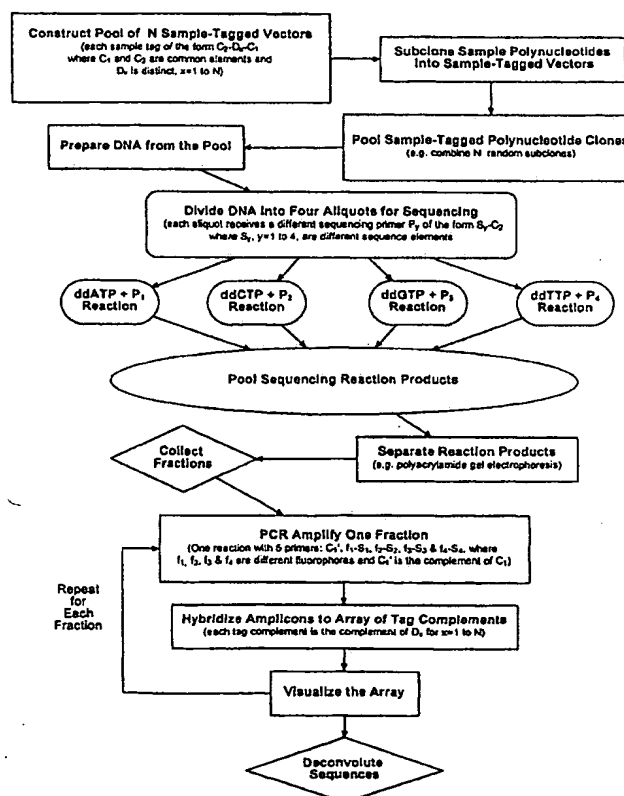 Construct Pool of N Sample-Tagged Vectors
(each sample tag of the form C₂-Dₓ-C₁
where C₁ and C₂ are common elements and
Dₓ is distinct, x=1 to N)
Subclone Sample Polynucleotides
Into Sample-Tagged Vectors
Prepare DNA from the Pool
Pool Sample-Tagged Polynucleotide Clones
(e.g. combine N random subclones)
Divide DNA Into Four Aliquots for Sequencing
(each aliquot receives a different sequencing primer Pᵧ of the form Sᵧ-C₂
where Sᵧ, y=1 to 4, are different sequence elements
ddATP + P₁
Reaction
ddCTP + P₂
Reaction
ddGTP + P₃
Reaction
ddTTP + P₄
Reaction
Pool Sequencing Reaction Products
Collect
Fractions
Separate Reaction Products
(e.g. polyacrylamide gel electrophoresis)
PCR Amplify One Fraction
(One reaction with 5 primers: C₁', f₁-S₁, f₂-S₂, f₃-S₃ & f₄-S₄, where
f₁, f₂, f₃ & f₄ are different fluorophores and C₁' is the complement of C₁)
Repeat
for
Each
Fraction
Hybridize Amplicons to Array of Tag Complements
(each tag complement is the complement of Dₓ for x=1 to N)
Visualize the Array
Deconvolute
Sequences